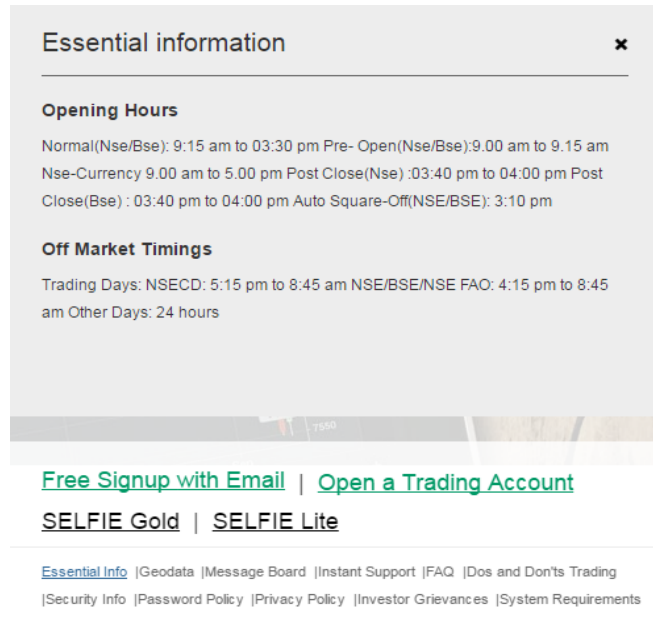 Essential information
×
Opening Hours
Normal(Nse/Bse): 9:15 am to 03:30 pm Pre- Open(Nse/Bse):9.00 am to 9.15 am
Nse-Currency 9.00 am to 5.00 pm Post Close(Nse) :03:40 pm to 04:00 pm Post
Close(Bse) : 03:40 pm to 04:00 pm Auto Square-Off(NSE/BSE): 3:10 pm
Off Market Timings
Trading Days: NSECD: 5:15 pm to 8:45 am NSE/BSE/NSE FAO: 4:15 pm to 8:45
am Other Days: 24 hours
7550
Free Signup with Email | Open a Trading Account
SELFIE Gold | SELFIE Lite
Essential Info |Geodata |Message Board |Instant Support |FAQ |Dos and Don'ts Trading
|Security Info |Password Policy |Privacy Policy |Investor Grievances |System Requirements